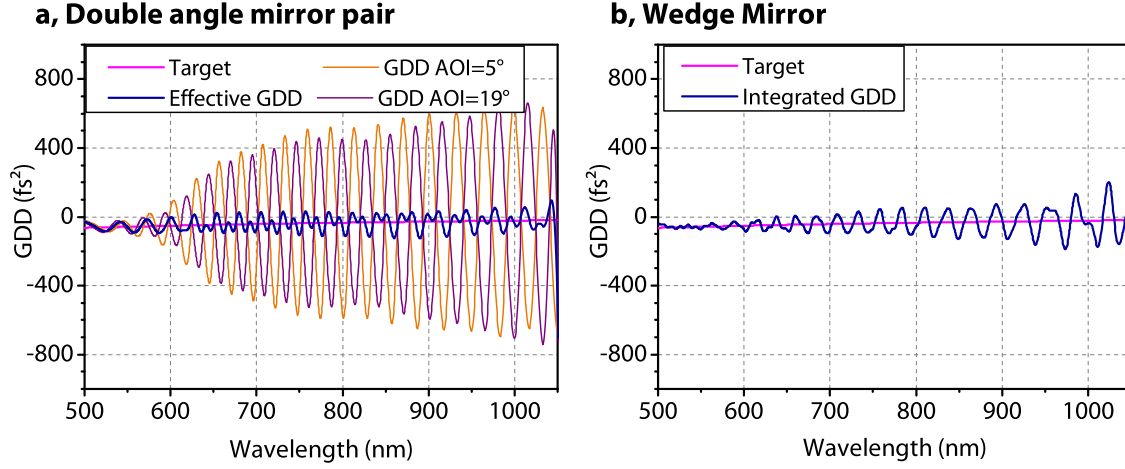 a, Double angle mirror pair
Target
GDD AOI=5°
Effective GDD
GDD AOI=19°
800
400
0
-400
-800
GDD (fs²)
500
600
700
800
900
1000
Wavelength (nm)
b, Wedge Mirror
Target
Integrated GDD
800
400
0
-400
-800
GDD (fs²)
500
600
700
800
900
1000
Wavelength (nm)